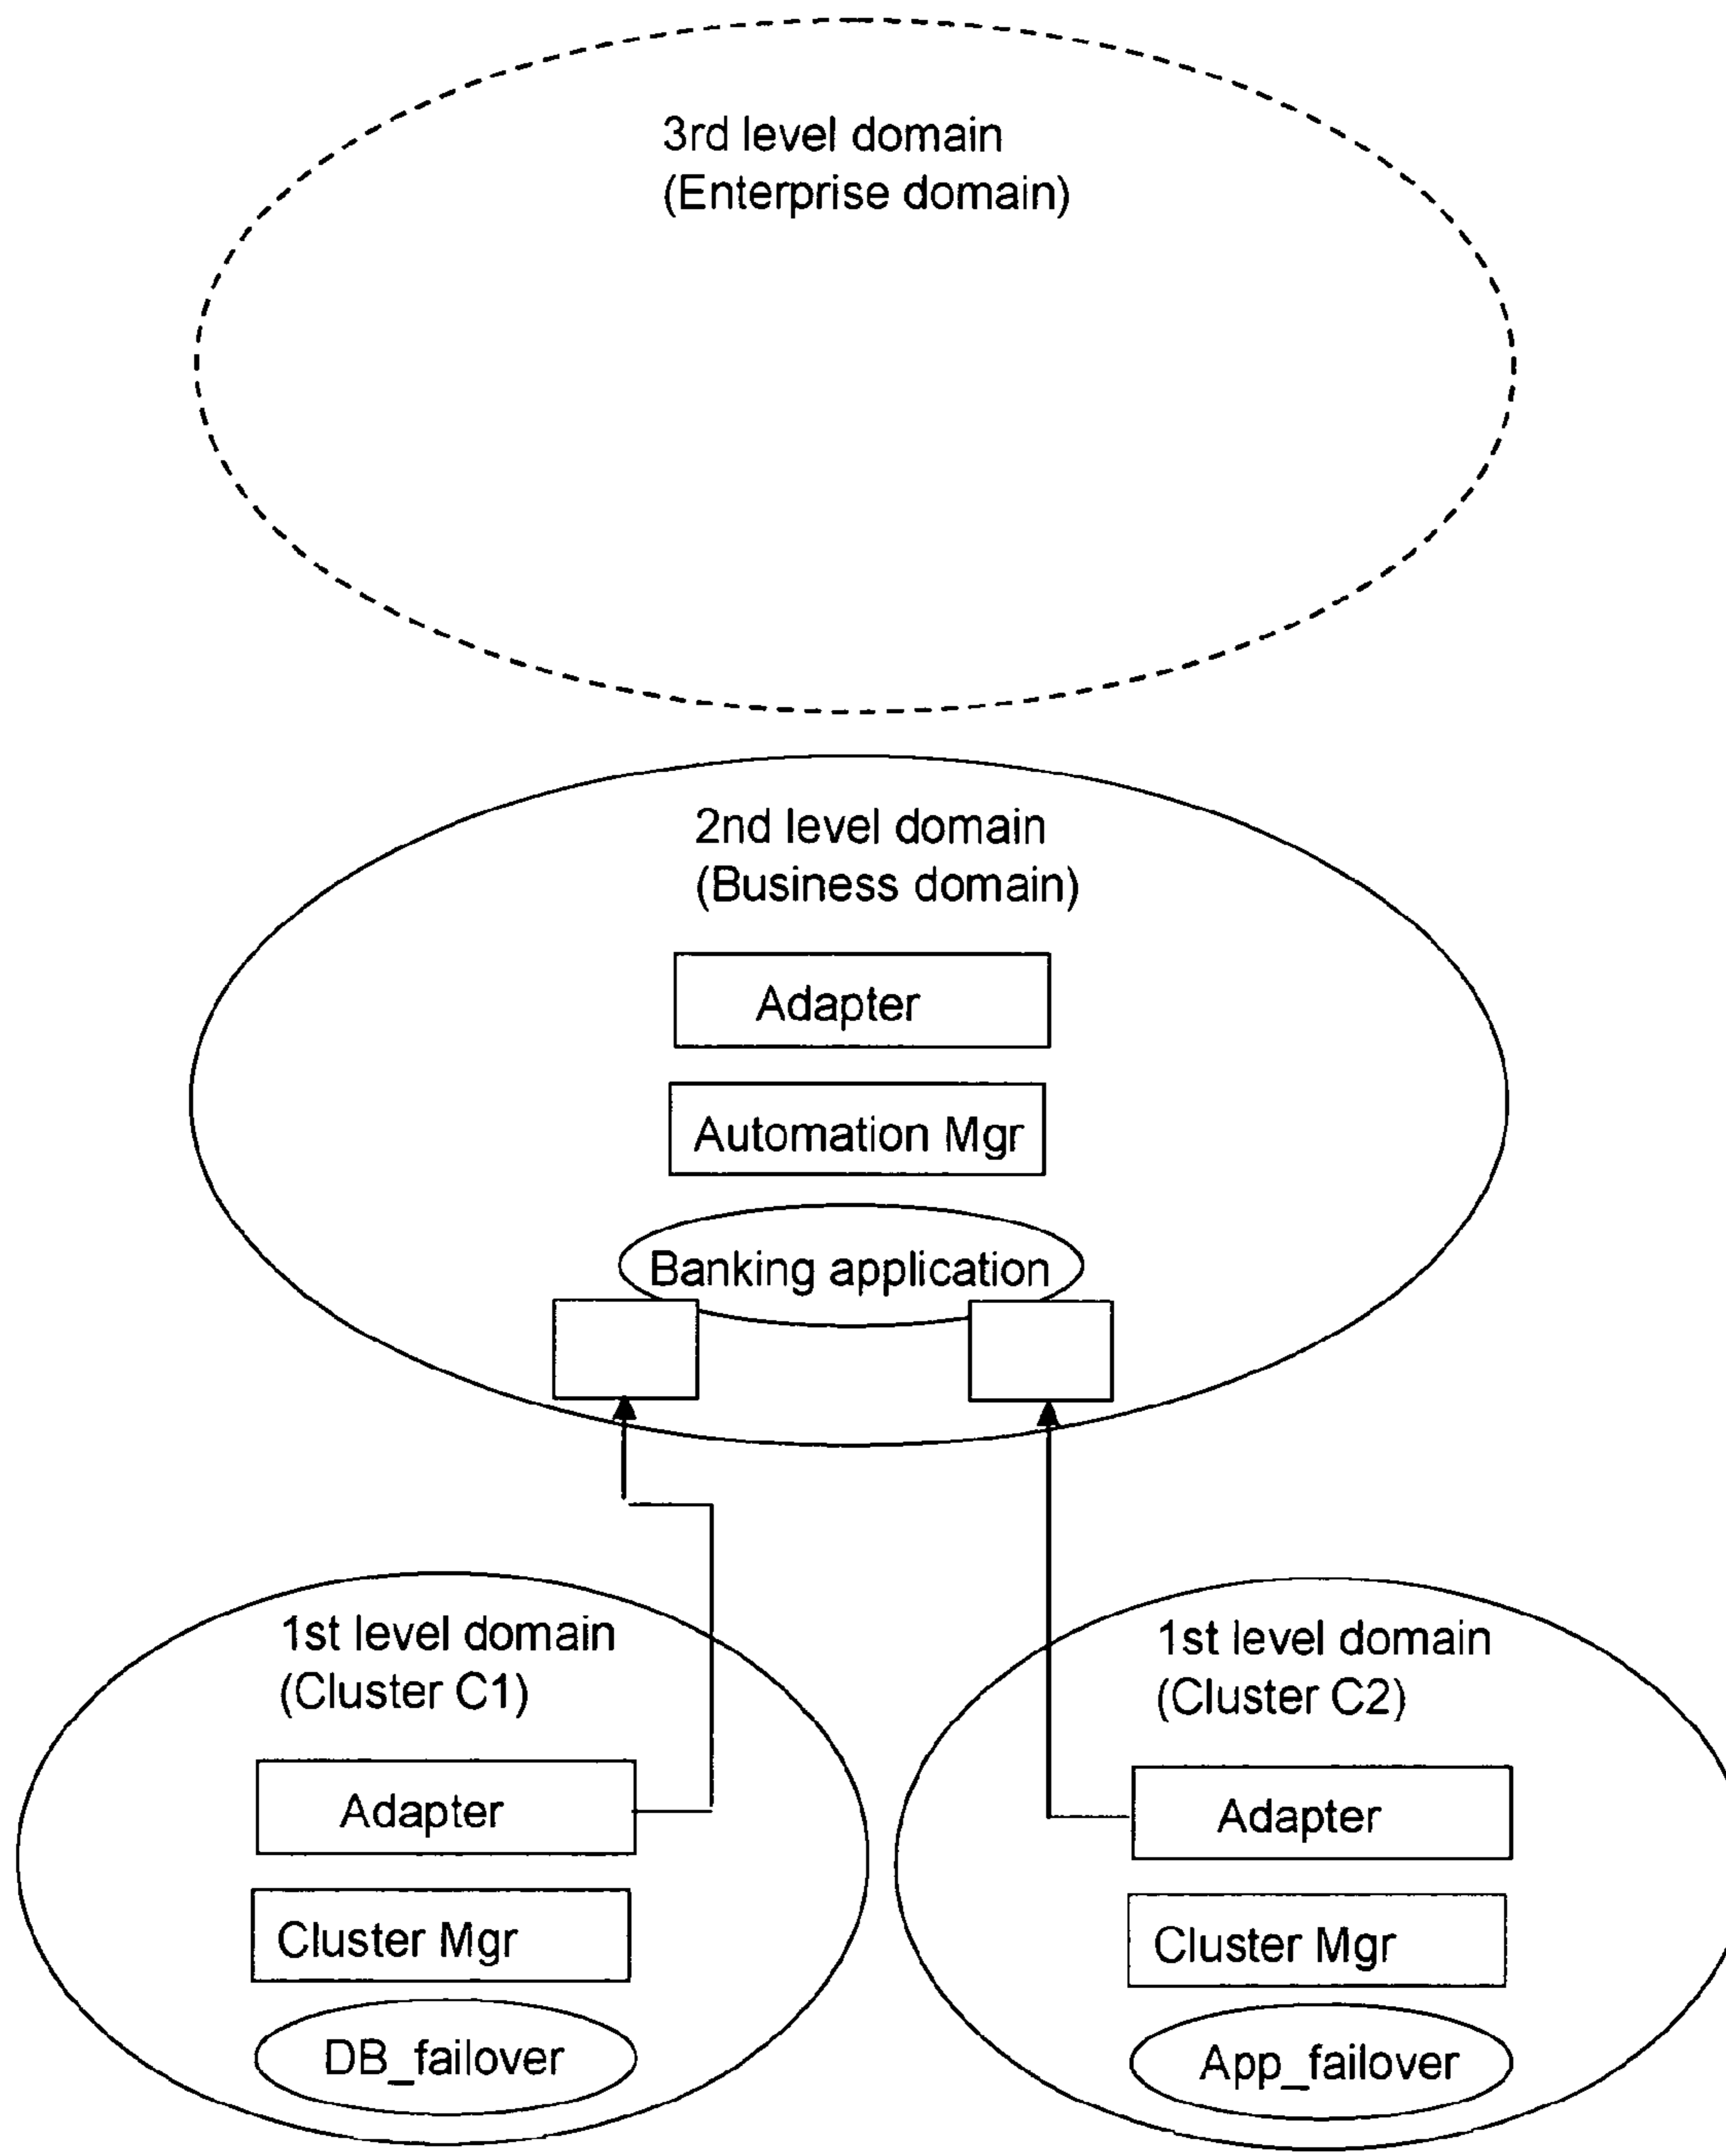 3rd level domain
(Enterprise domain)
2nd level domain
(Business domain)
Adapter
Automation Mgr
Banking application
1st level domain
(Cluster C1)
Adapter
Cluster Mgr
DB_failover
1st level domain
(Cluster C2)
Adapter
Cluster Mgr
App_failover